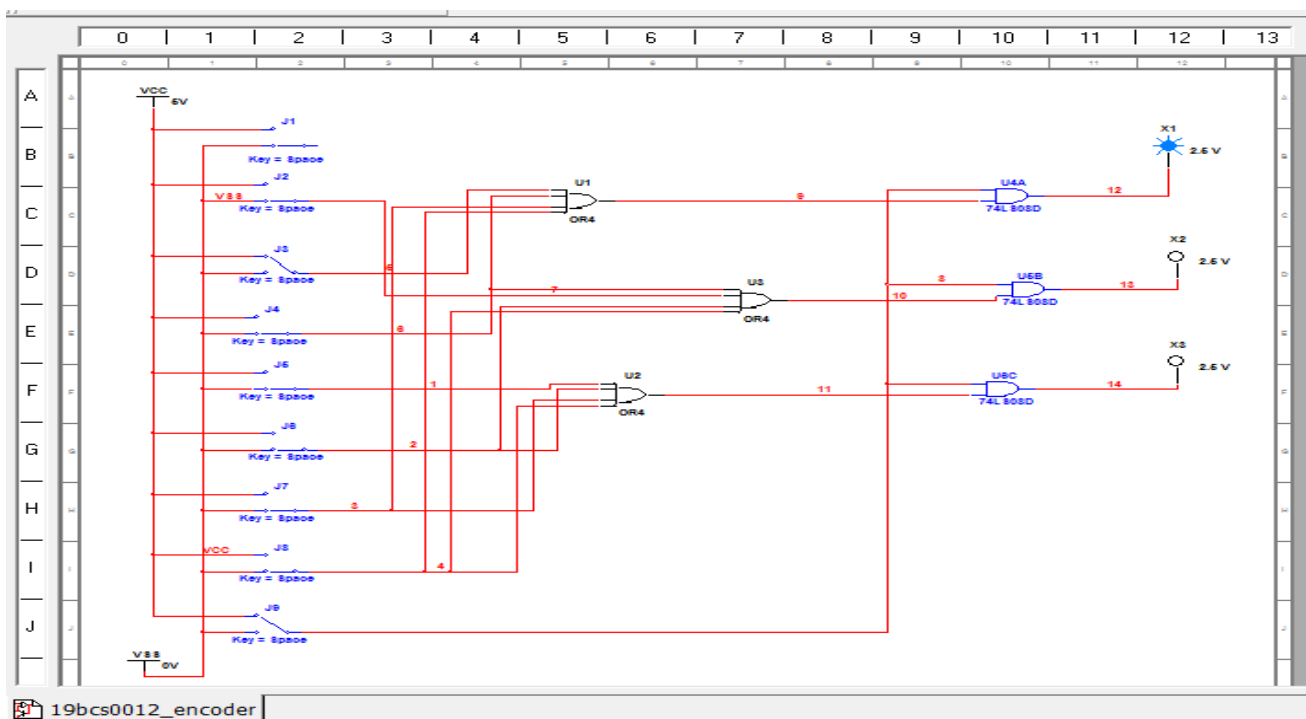 0 1 2 3 4 5 6 7 8 9 10 11 12 13
A
VCC
5V
J1
X1
B
Key = Space
2.5 V
J2
U1
U4A
VSS
9
12
C
Key = Space
OR4
74LS08D
J3
X2
D
5
2.5 V
Key = Space
U3
U5B
7
8
13
10
J4
OR4
74LS08D
E
6
Key = Space
X3
J5
U2
U6C
2.5 V
F
1
11
14
Key = Space
OR4
74LS08D
J6
G
2
Key = Space
J7
H
3
Key = Space
VCC
J8
I
4
Key = Space
J9
J
Key = Space
VSS
0V
19bcs0012_encoder